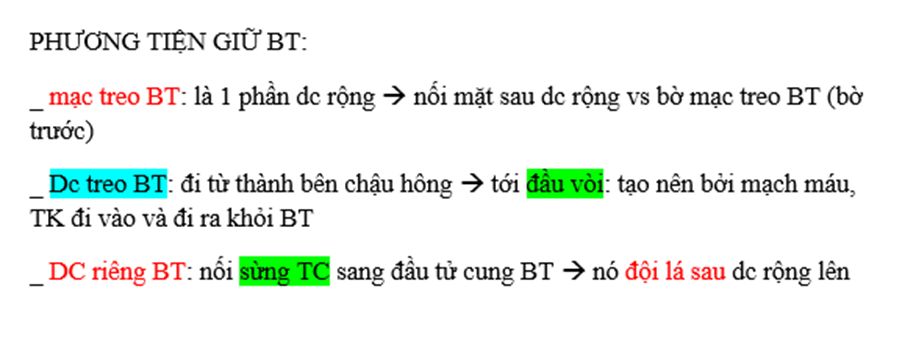 PHƯƠNG TIỆN GIỮ BT:
_ mạc treo BT: là 1 phần dc rộng → nối mặt sau dc rộng vs bờ mạc treo BT (bờ
trước)
_ Dc treo BT: đi từ thành bên chậu hông → tới đầu vòi: tạo nên bởi mạch máu,
TK đi vào và đi ra khỏi BT
_ DC riêng BT: nối sừng TC sang đầu tử cung BT → nó đội lá sau dc rộng lên